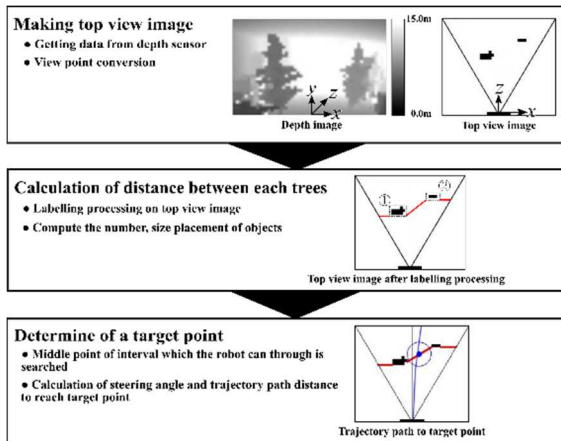 Making top view image
● Getting data from depth sensor
● View point conversion
15.0m
0.0m
y
z
x
Depth image
z
x
Top view image
Calculation of distance between each trees
● Labelling processing on top view image
● Compute the number, size placement of objects
①
②
Top view image after labelling processing
Determine of a target point
● Middle point of interval which the robot can through is
searched
● Calculation of steering angle and trajectory path distance
to reach target point
Trajectory path to target point